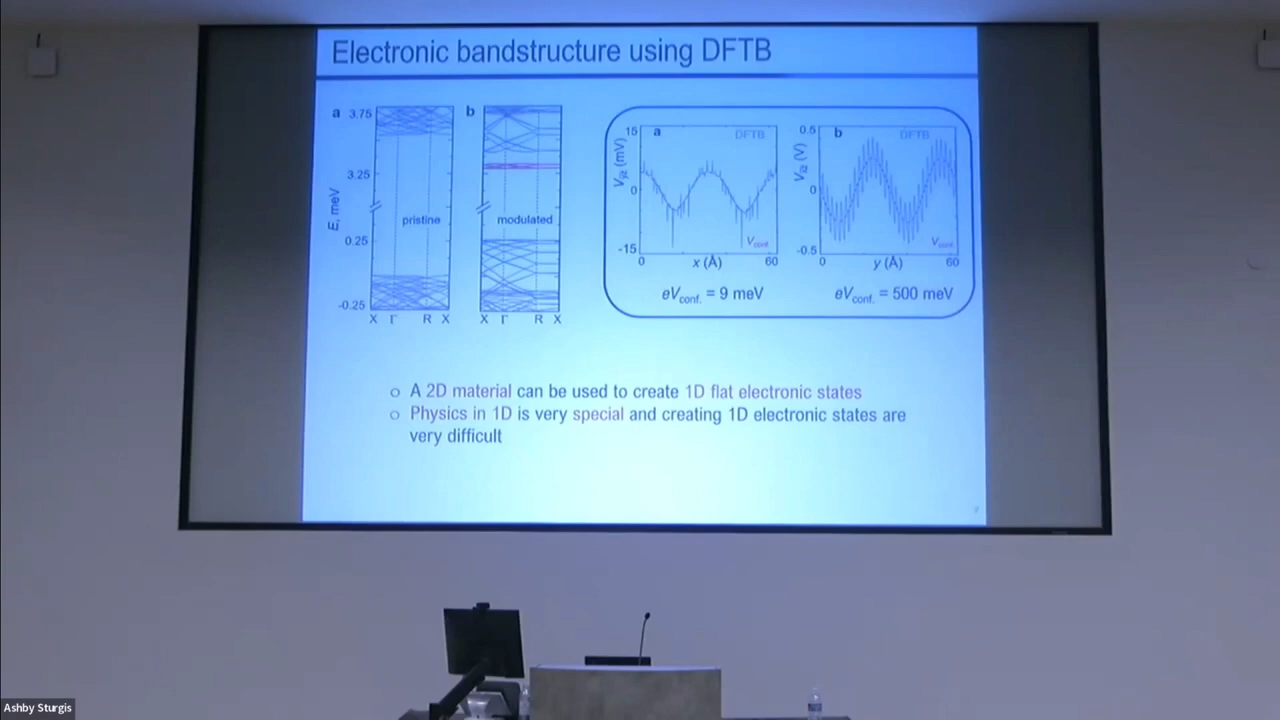 Electronic bandstructure using DFTB
a
3.75
3.25
E, meV
0.25
-0.25
pristine
X Γ R X
b
modulated
X Γ R X
a
DFTB
15
0
-15
(mV)
V conf.
0
x (Å)
60
eVconf. = 9 meV
b
DFTB
0.5
0
-0.5
(V)
V conf.
0
y (Å)
60
eVconf. = 500 meV
○ A 2D material can be used to create 1D flat electronic states
○ Physics in 1D is very special and creating 1D electronic states are
very difficult
Ashby Sturgis